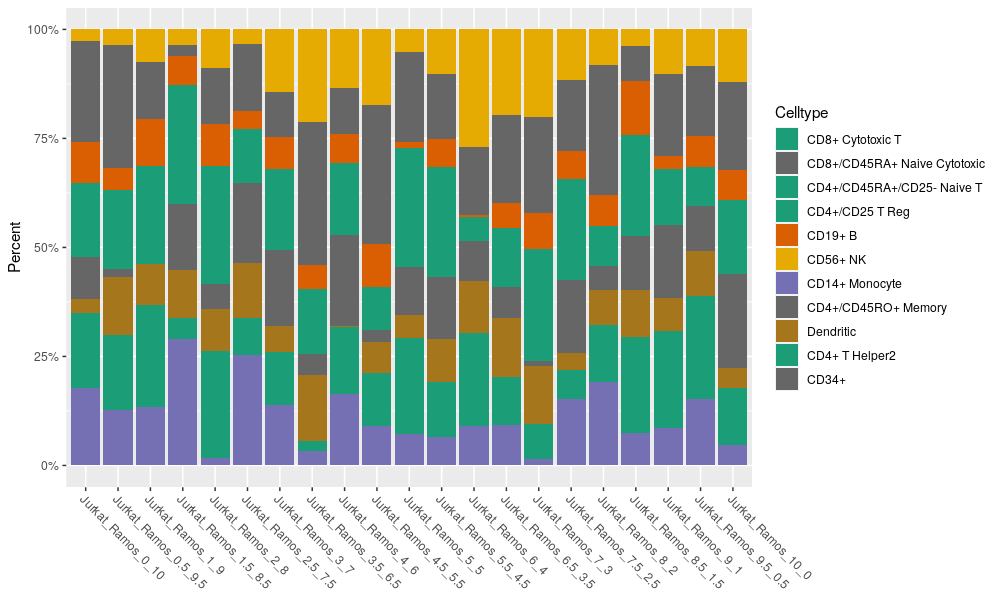 100%
75%
50%
25%
0%
Percent
Jurkat_Ramos_0_10
Jurkat_Ramos_0.5_9.5
Jurkat_Ramos_1_9
Jurkat_Ramos_1.5_8.5
Jurkat_Ramos_2_8
Jurkat_Ramos_2.5_7.5
Jurkat_Ramos_3_7
Jurkat_Ramos_3.5_6.5
Jurkat_Ramos_4_6
Jurkat_Ramos_4.5_5.5
Jurkat_Ramos_5_5
Jurkat_Ramos_5.5_4.5
Jurkat_Ramos_6_4
Jurkat_Ramos_6.5_3.5
Jurkat_Ramos_7_3
Jurkat_Ramos_7.5_2.5
Jurkat_Ramos_8_2
Jurkat_Ramos_8.5_1.5
Jurkat_Ramos_9_1
Jurkat_Ramos_9.5_0.5
Jurkat_Ramos_10_0
Celltype
CD8+ Cytotoxic T
CD8+/CD45RA+ Naive Cytotoxic
CD4+/CD45RA+/CD25- Naive T
CD4+/CD25 T Reg
CD19+ B
CD56+ NK
CD14+ Monocyte
CD4+/CD45RO+ Memory
Dendritic
CD4+ T Helper2
CD34+